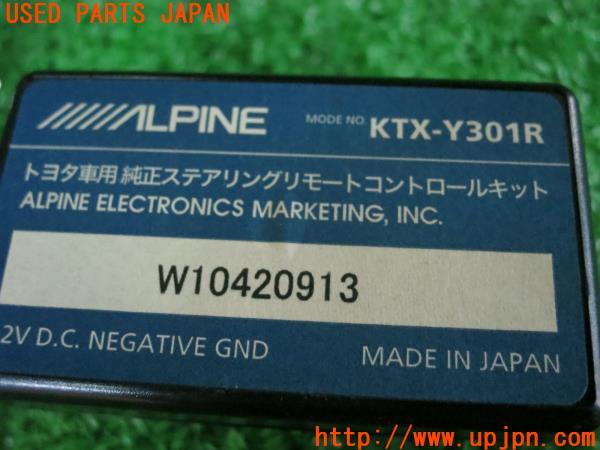 USED PARTS JAPAN
ALPINE MODE NO KTX-Y301R
トヨタ車用 純正ステアリングリモートコントロールキット
ALPINE ELECTRONICS MARKETING, INC.
W10420913
2V D.C. NEGATIVE GND MADE IN JAPAN
http://www.upjpn.com